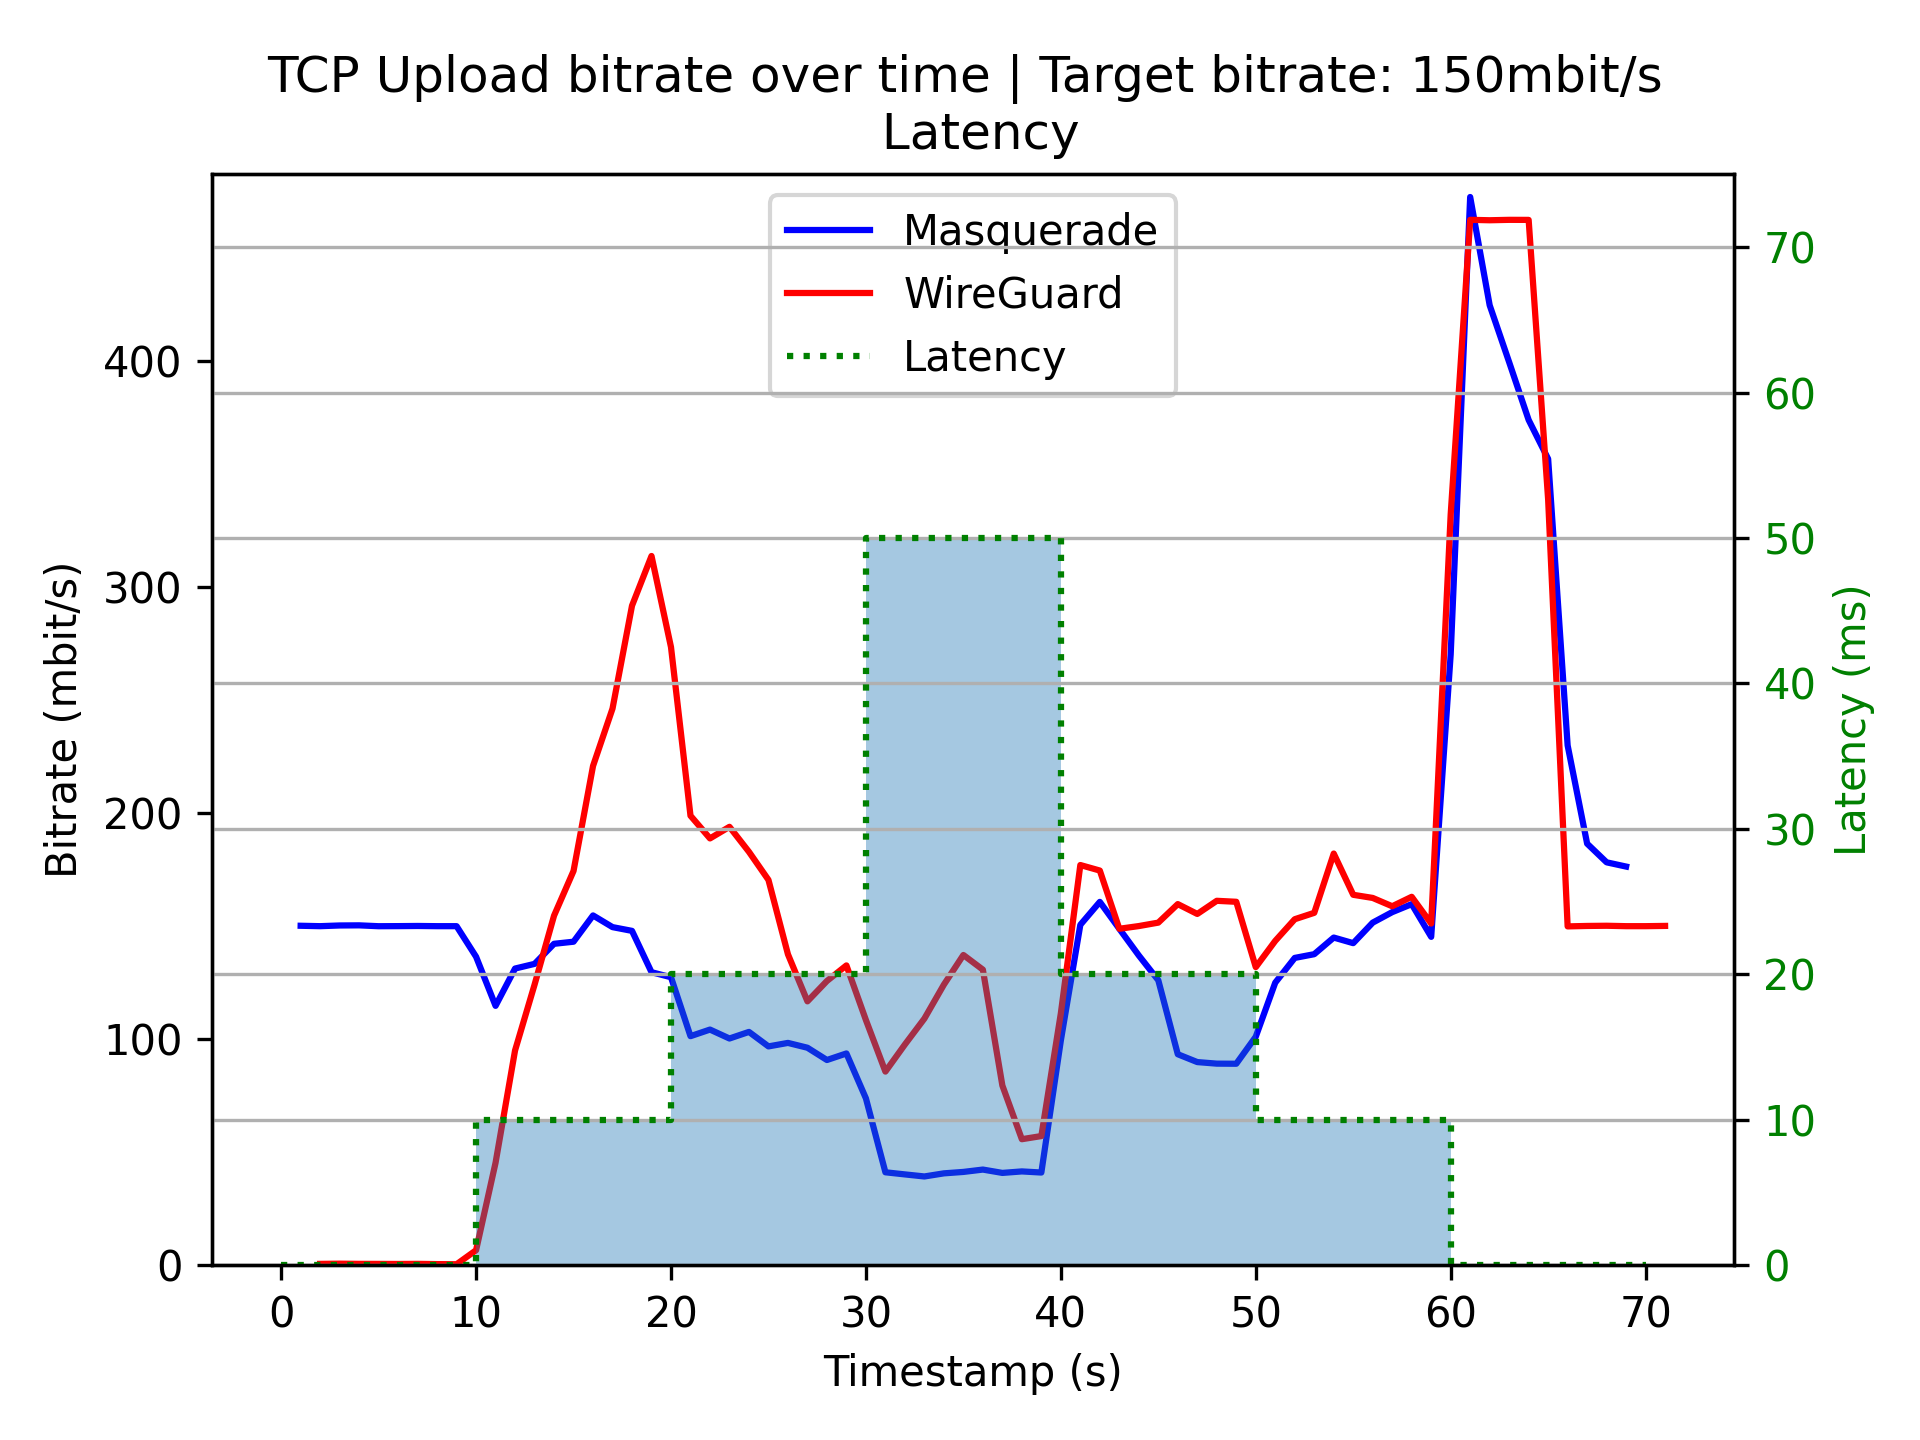 TCP Upload bitrate over time | Target bitrate: 150mbit/s
Latency
Masquerade
WireGuard
Latency
Bitrate (mbit/s)
400
300
200
100
0
70
60
50
40
30
20
10
0
Latency (ms)
0 10 20 30 40 50 60 70
Timestamp (s)